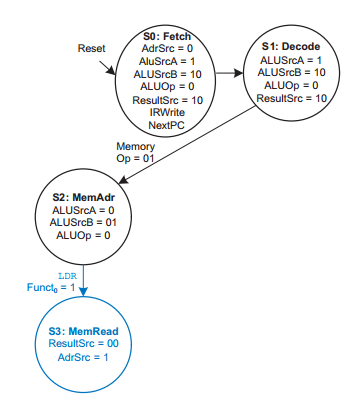 Reset
S0: Fetch
AdrSrc = 0
AluSrcA = 1
ALUSrcB = 10
ALUOp = 0
ResultSrc = 10
IRWrite
NextPC
S1: Decode
ALUSrcA = 1
ALUSrcB = 10
ALUOp = 0
ResultSrc = 10
Memory
Op = 01
S2: MemAdr
ALUSrcA = 0
ALUSrcB = 01
ALUOp = 0
LDR
Funct₀ = 1
S3: MemRead
ResultSrc = 00
AdrSrc = 1